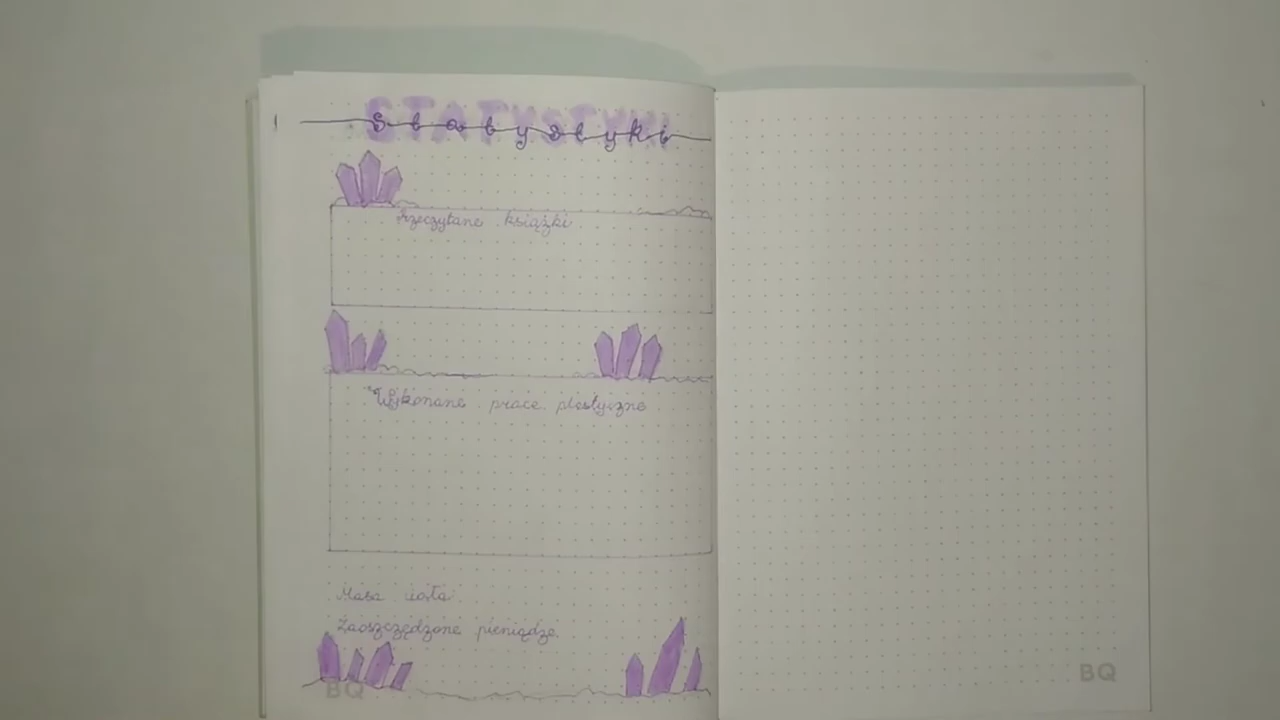 STATYSTYKI
Statystyki
Przeczytane książki
Wykonane prace plastyczne
Masa ciała:
Zaoszczędzone pieniądze
BQ
BQ